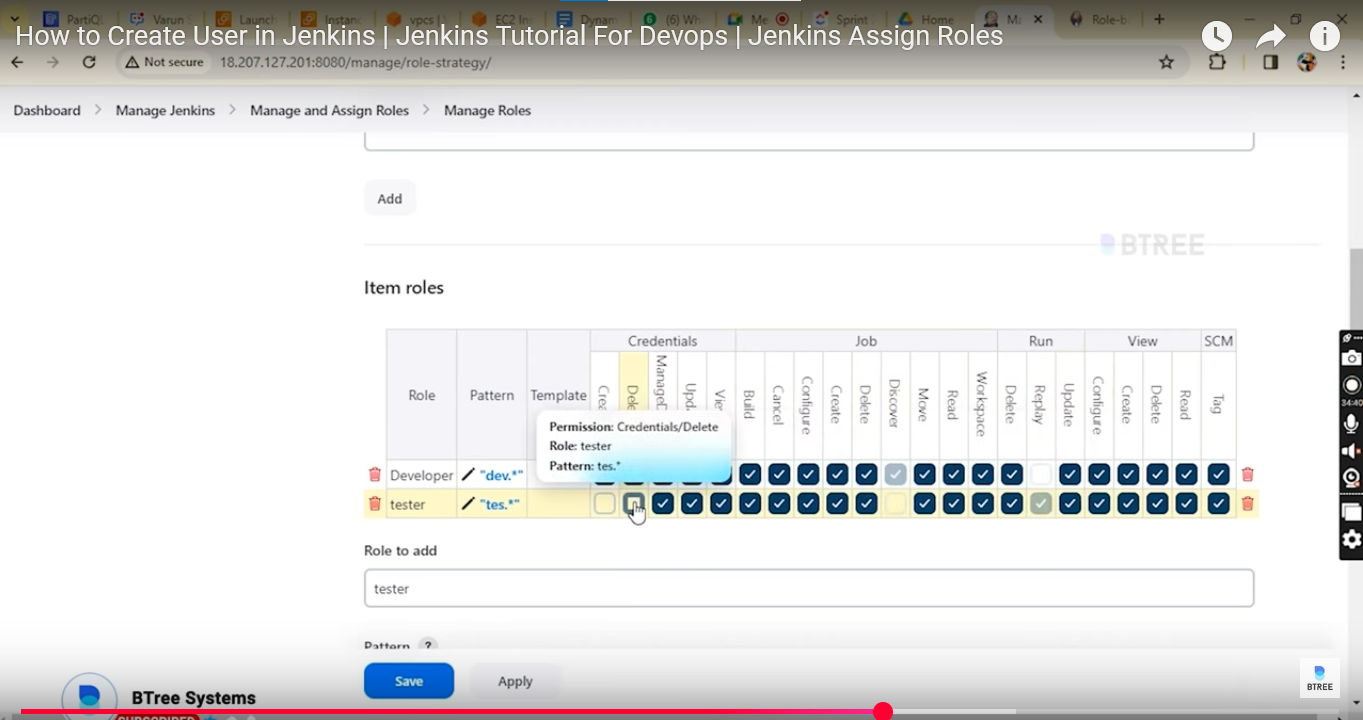 PartiQL
Varun S
Launch
Instanc
vpcs |
EC2 In
Dynam
(6) Wh
Me
Sprint
Home
Ma
Role-b
How to Create User in Jenkins | Jenkins Tutorial For Devops | Jenkins Assign Roles
Not secure
18.207.127.201:8080/manage/role-strategy/
Dashboard > Manage Jenkins > Manage and Assign Roles > Manage Roles
Add
BTREE
Item roles
Credentials Job Run View SCM
Role Pattern Template Crea Dele ManageD Upda Vie Build Cancel Configure Create Delete Discover Move Read Workspace Delete Replay Update Configure Create Delete Read Tag
Permission: Credentials/Delete
Role: tester
Pattern: tes.*
Developer "dev.*"
tester "tes.*"
34:40
Role to add
tester
Pattern ?
Save Apply
BTree Systems
SUBSCRIBED
BTREE